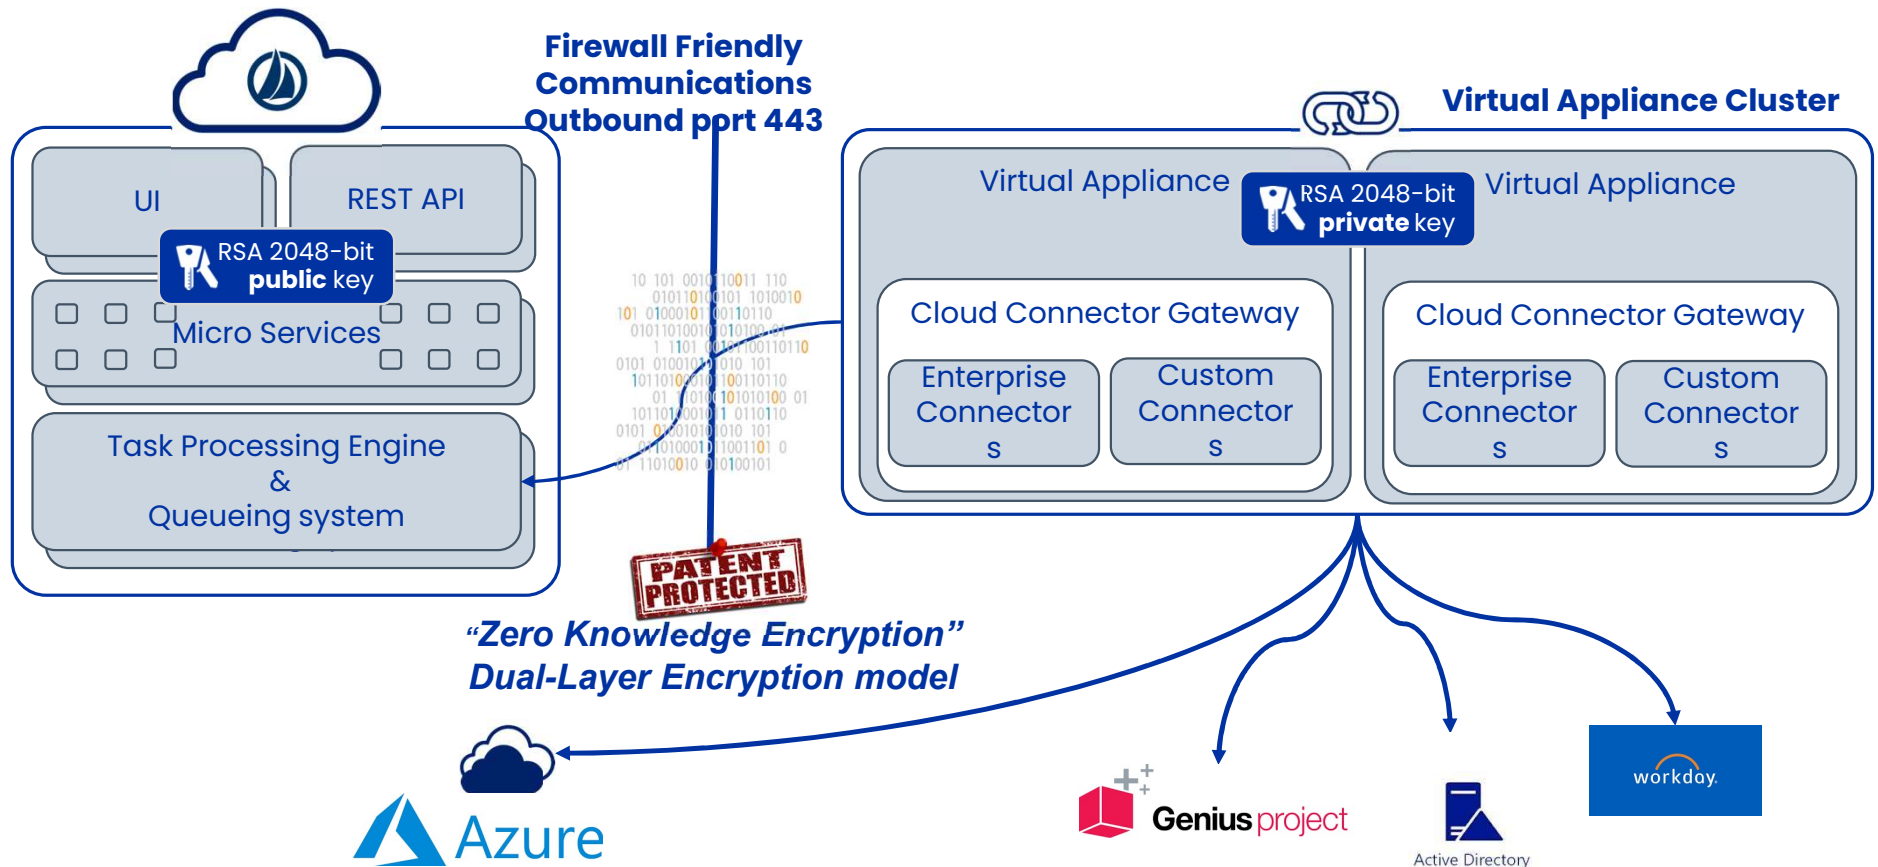 Firewall Friendly
Communications
Outbound port 443
Virtual Appliance Cluster
UI
REST API
RSA 2048-bit
public key
Micro Services
Task Processing Engine
&
Queueing system
Virtual Appliance
RSA 2048-bit
private key
Virtual Appliance
Cloud Connector Gateway
Enterprise
Connector
s
Custom
Connector
s
Cloud Connector Gateway
Enterprise
Connector
s
Custom
Connector
s
PATENT
PROTECTED
“Zero Knowledge Encryption”
Dual-Layer Encryption model
Azure
Genius project
Active Directory
workday.